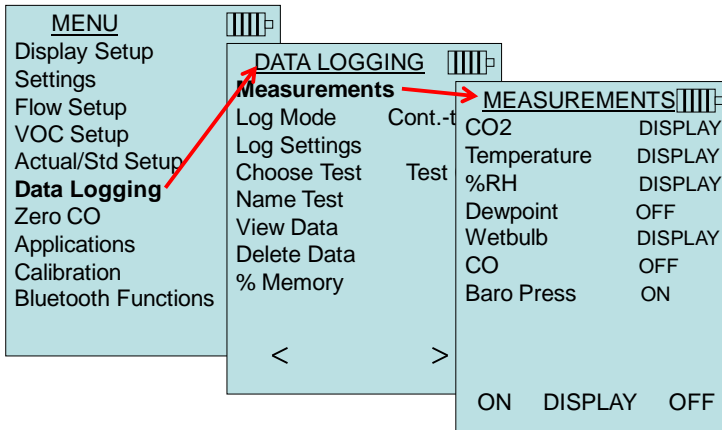 MENU
Display Setup
Settings
Flow Setup
VOC Setup
Actual/Std Setup
Data Logging
Zero CO
Applications
Calibration
Bluetooth Functions
DATA LOGGING
Measurements
Log Mode Cont.-t
Log Settings
Choose Test Test
Name Test
View Data
Delete Data
% Memory
< >
MEASUREMENTS
CO2 DISPLAY
Temperature DISPLAY
%RH DISPLAY
Dewpoint OFF
Wetbulb DISPLAY
CO OFF
Baro Press ON
ON DISPLAY OFF